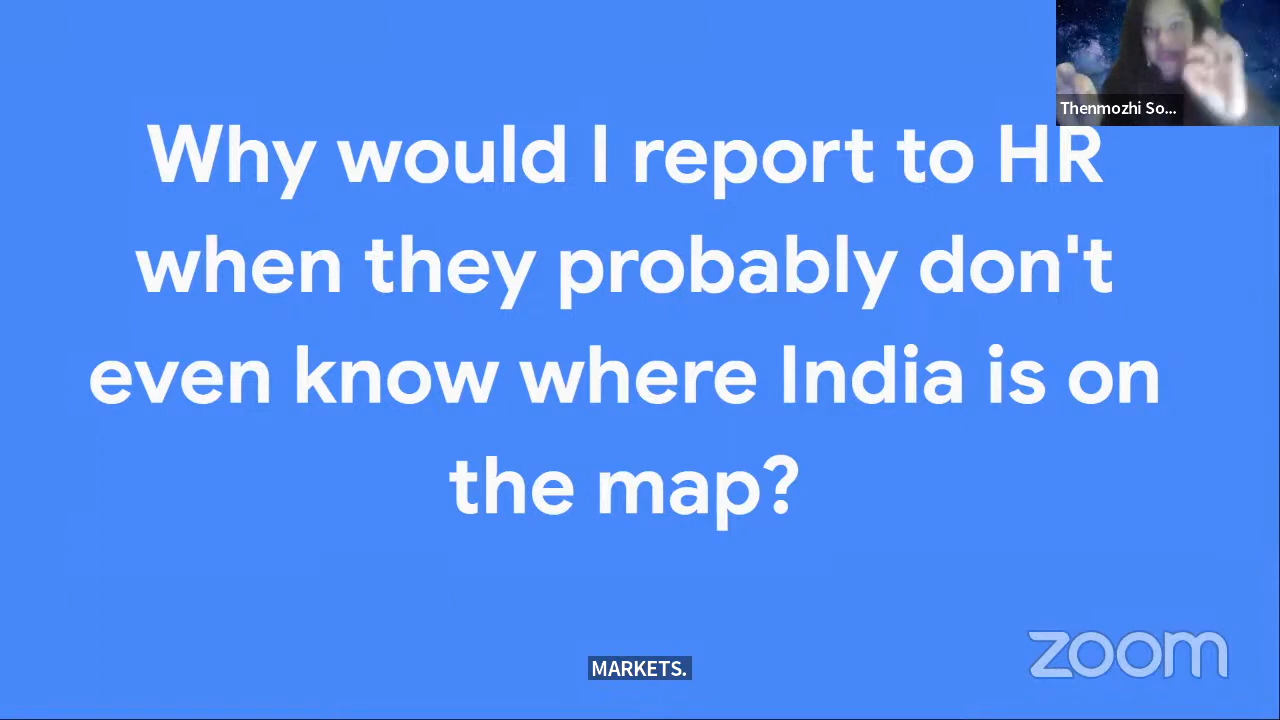 Thenmozhi So...
Why would I report to HR
when they probably don't
even know where India is on
the map?
MARKETS.
zoom